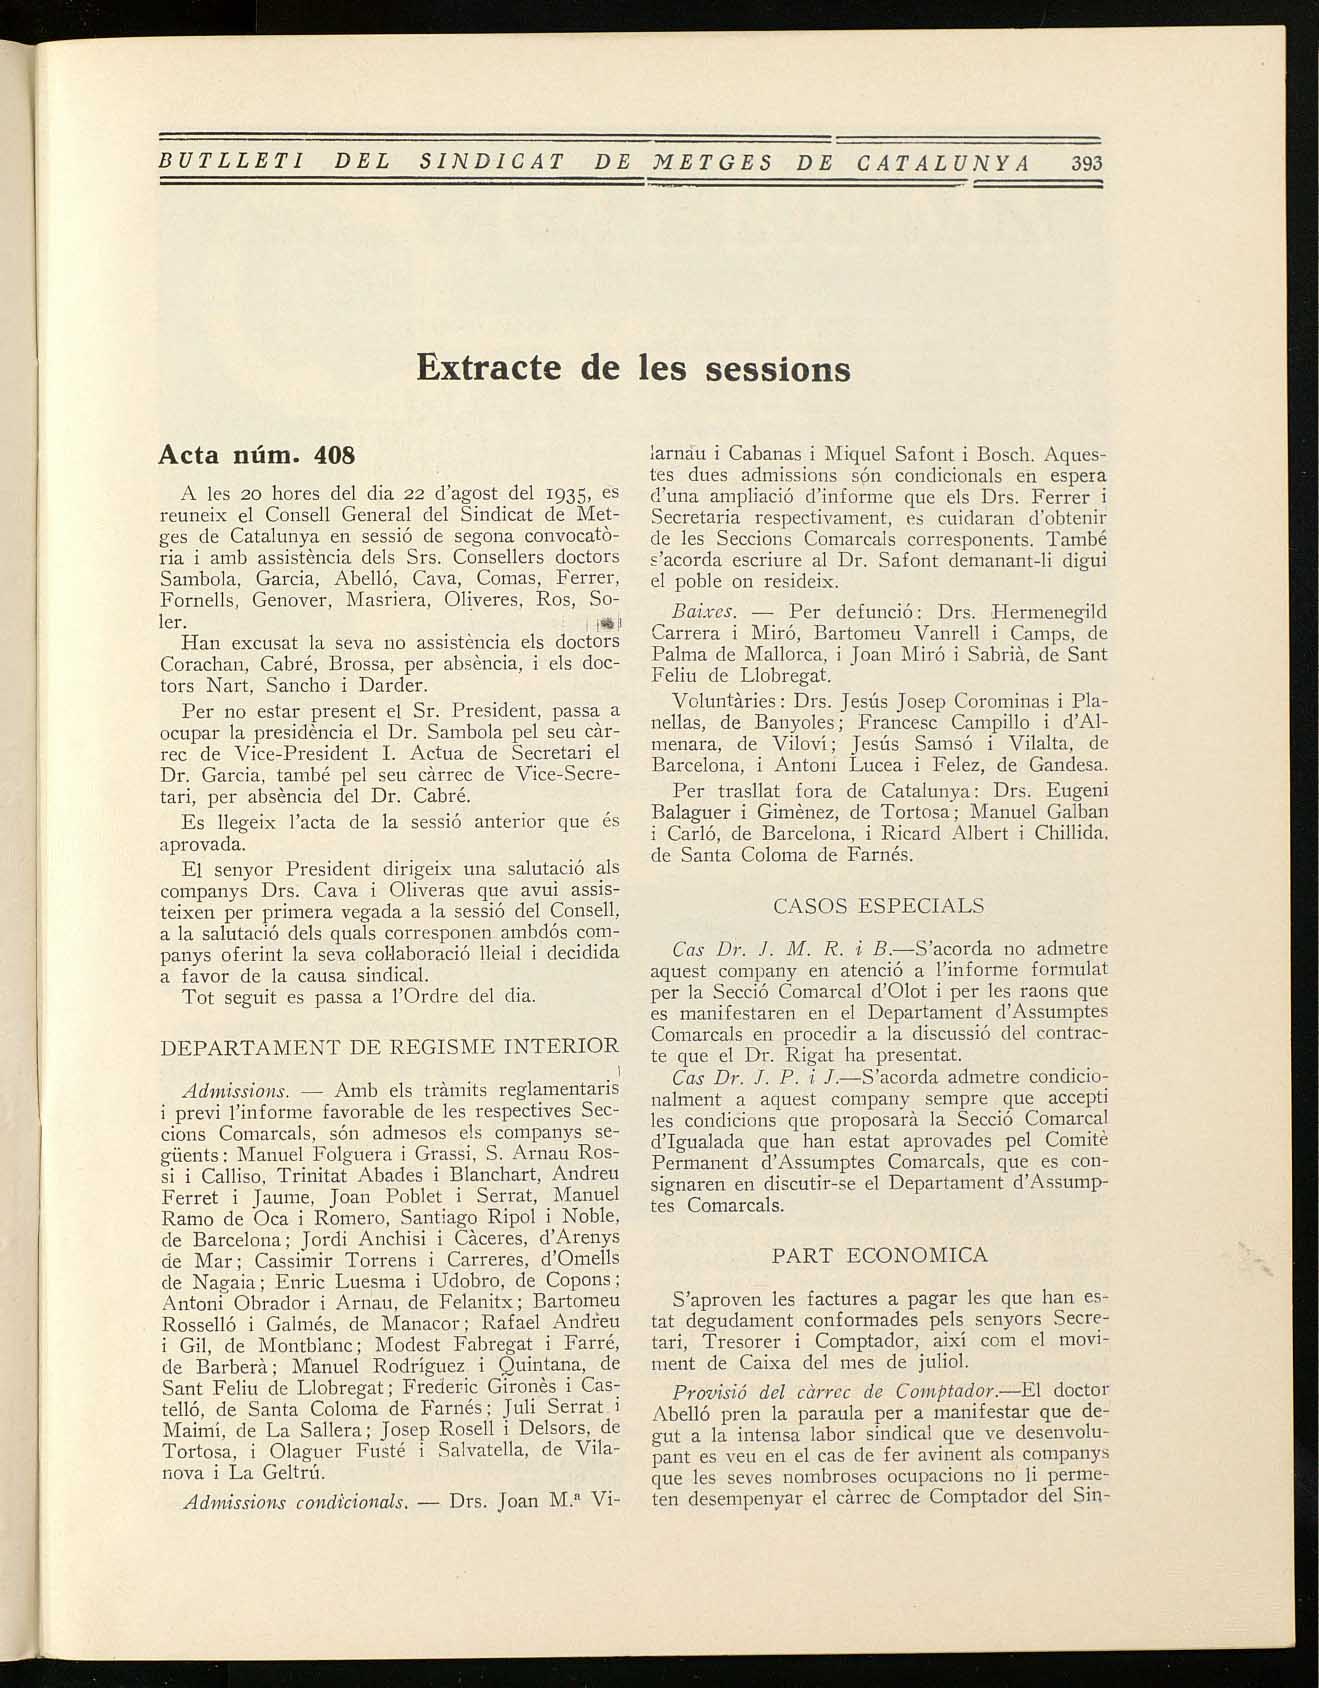 BUTLLETI DEL SINDICAT DE METGES DE CATALUNYA 393
Extracte de les sessions
Acta núm. 408
A les 20 hores del dia 22 d'agost del 1935, es
reuneix el Consell General del Sindicat de Met-
ges de Catalunya en sessió de segona convocatò-
ria i amb assistència dels Srs. Consellers doctors
Sambola, Garcia, Abelló, Cava, Comas, Ferrer,
Fornells, Genover, Masriera, Oliveres, Ros, So-
ler.
Han excusat la seva no assistència els doctors
Corachan, Cabré, Brossa, per absència, i els doc-
tors Nart, Sancho i Darder.
Per no estar present el Sr. President, passa a
ocupar la presidència el Dr. Sambola pel seu càr-
rec de Vice-President I. Actua de Secretari el
Dr. Garcia, també pel seu càrrec de Vice-Secre-
tari, per absència del Dr. Cabré.
Es llegeix l'acta de la sessió anterior que és
aprovada.
El senyor President dirigeix una salutació als
companys Drs. Cava i Oliveras que avui assis-
teixen per primera vegada a la sessió del Consell,
a la salutació dels quals corresponen ambdós com-
panys oferint la seva col·laboració lleial i decidida
a favor de la causa sindical.
Tot seguit es passa a l'Ordre del dia.
DEPARTAMENT DE REGISME INTERIOR
Admissions. — Amb els tràmits reglamentaris
i previ l'informe favorable de les respectives Sec-
cions Comarcals, són admesos els companys se-
güents: Manuel Folguera i Grassi, S. Arnau Ros-
si i Calliso, Trinitat Abades i Blanchart, Andreu
Ferret i Jaume, Joan Poblet i Serrat, Manuel
Ramo de Oca i Romero, Santiago Ripol i Noble,
de Barcelona; Jordi Anchisi i Càceres, d'Arenys
de Mar; Cassimir Torrens i Carreres, d'Omells
de Nagaia; Enric Luesma i Udobro, de Copons;
Antoni Obrador i Arnau, de Felanitx; Bartomeu
Rosselló i Galmés, de Manacor; Rafael Andreu
i Gil, de Montblanc; Modest Fabregat i Farré,
de Barberà; Manuel Rodríguez i Quintana, de
Sant Feliu de Llobregat; Frederic Gironès i Cas-
telló, de Santa Coloma de Farnés; Juli Serrat i
Maimí, de La Sallera; Josep Rosell i Delsors, de
Tortosa, i Olaguer Fusté i Salvatella, de Vila-
nova i La Geltrú.
Admissions condicionals. — Drs. Joan M.ª Vi-
larnau i Cabanas i Miquel Safont i Bosch. Aques-
tes dues admissions són condicionals en espera
d'una ampliació d'informe que els Drs. Ferrer i
Secretaria respectivament, es cuidaran d'obtenir
de les Seccions Comarcals corresponents. També
s'acorda escriure al Dr. Safont demanant-li digui
el poble on resideix.
Baixes. — Per defunció: Drs. Hermenegild
Carrera i Miró, Bartomeu Vanrell i Camps, de
Palma de Mallorca, i Joan Miró i Sabrià, de Sant
Feliu de Llobregat.
Voluntàries: Drs. Jesús Josep Corominas i Pla-
nellas, de Banyoles; Francesc Campillo i d'Al-
menara, de Viloví; Jesús Samsó i Vilalta, de
Barcelona, i Antoni Lucea i Felez, de Gandesa.
Per trasllat fora de Catalunya: Drs. Eugeni
Balaguer i Gimènez, de Tortosa; Manuel Galban
i Carló, de Barcelona, i Ricard Albert i Chillida,
de Santa Coloma de Farnés.
CASOS ESPECIALS
Cas Dr. J. M. R. i B.—S'acorda no admetre
aquest company en atenció a l'informe formulat
per la Secció Comarcal d'Olot i per les raons que
es manifestaren en el Departament d'Assumptes
Comarcals en procedir a la discussió del contrac-
te que el Dr. Rigat ha presentat.
Cas Dr. J. P. i J.—S'acorda admetre condicio-
nalment a aquest company sempre que accepti
les condicions que proposarà la Secció Comarcal
d'Igualada que han estat aprovades pel Comitè
Permanent d'Assumptes Comarcals, que es con-
signaren en discutir-se el Departament d'Assump-
tes Comarcals.
PART ECONOMICA
S'aproven les factures a pagar les que han es-
tat degudament conformades pels senyors Secre-
tari, Tresorer i Comptador, així com el movi-
ment de Caixa del mes de juliol.
Provisió del càrrec de Comptador.—El doctor
Abelló pren la paraula per a manifestar que de-
gut a la intensa labor sindical que ve desenvolu-
pant es veu en el cas de fer avinent als companys
que les seves nombroses ocupacions no li perme-
ten desempenyar el càrrec de Comptador del Sin-